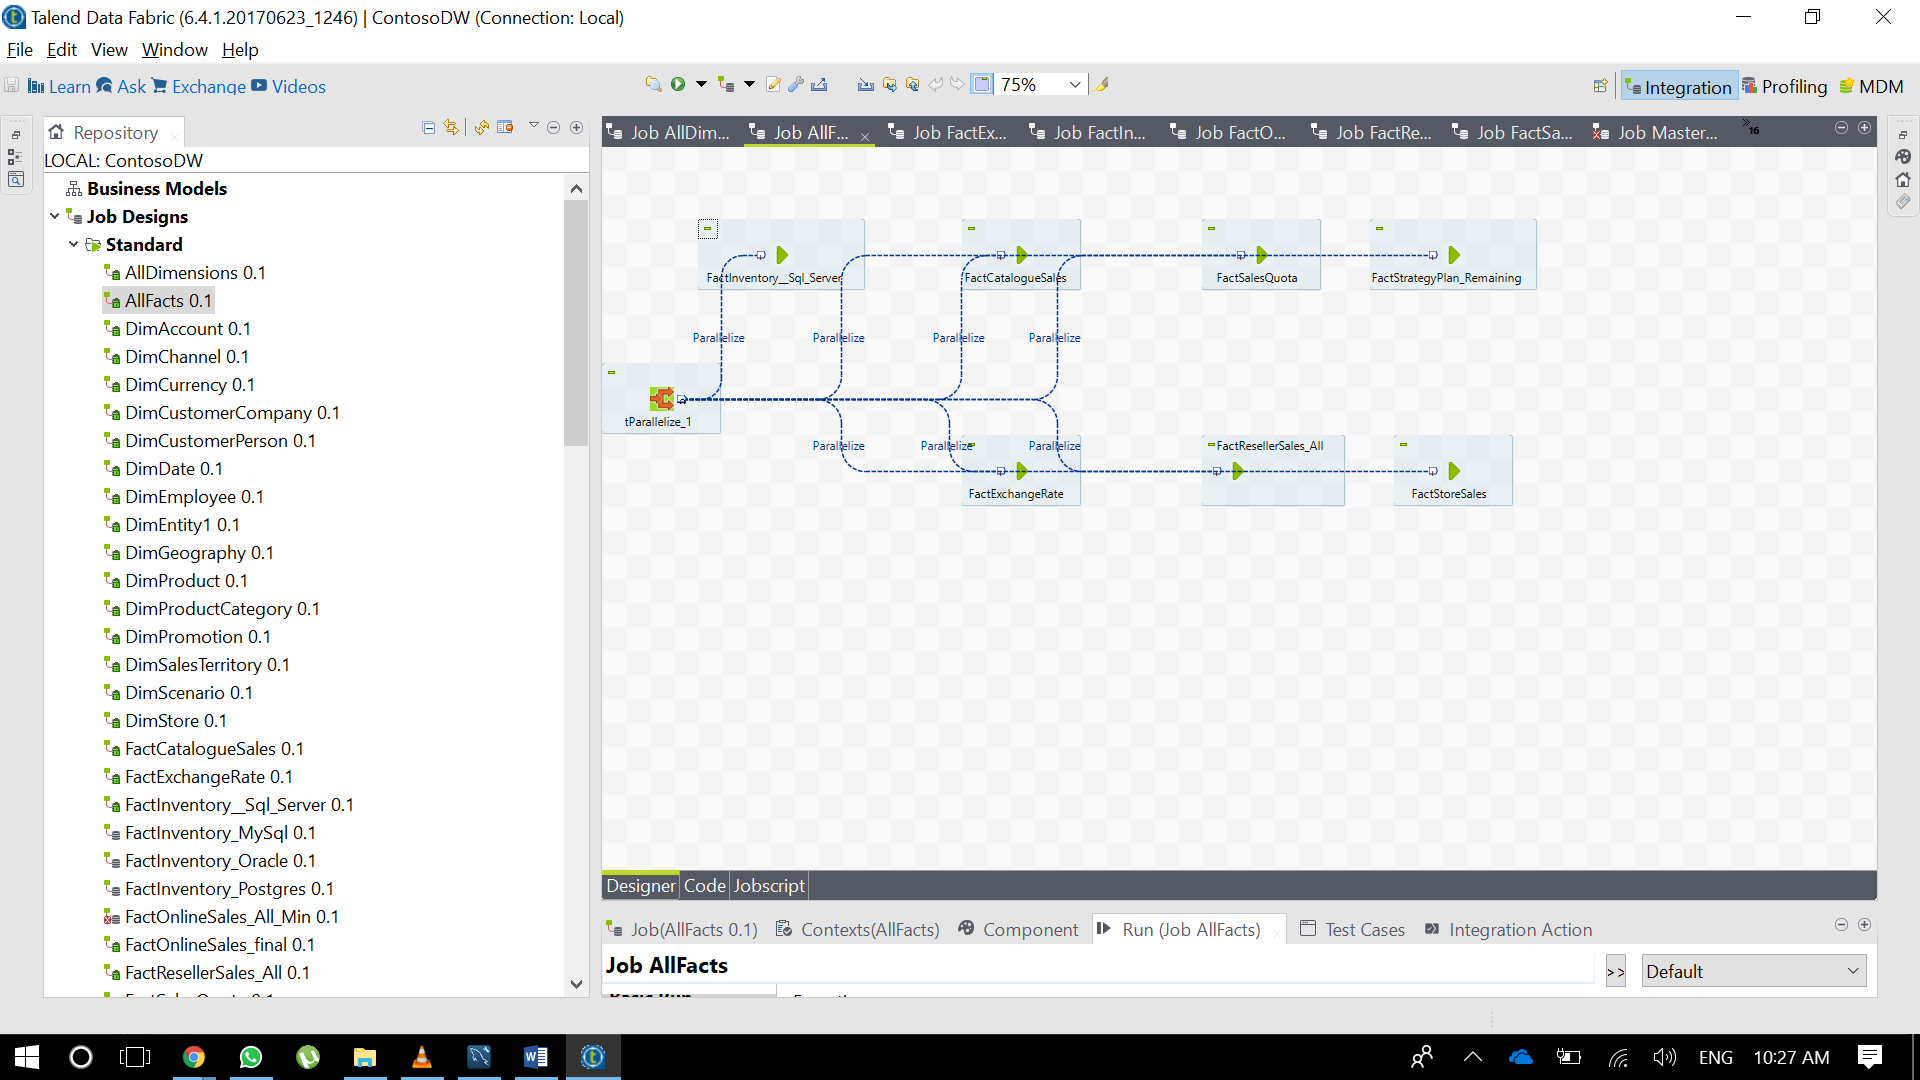 Talend Data Fabric (6.4.1.20170623_1246) | ContosoDW (Connection: Local)
File Edit View Window Help
Learn Ask Exchange Videos 75% Integration Profiling MDM
Repository
LOCAL: ContosoDW
Business Models
Job Designs
Standard
AllDimensions 0.1
AllFacts 0.1
DimAccount 0.1
DimChannel 0.1
DimCurrency 0.1
DimCustomerCompany 0.1
DimCustomerPerson 0.1
DimDate 0.1
DimEmployee 0.1
DimEntity1 0.1
DimGeography 0.1
DimProduct 0.1
DimProductCategory 0.1
DimPromotion 0.1
DimSalesTerritory 0.1
DimScenario 0.1
DimStore 0.1
FactCatalogueSales 0.1
FactExchangeRate 0.1
FactInventory__Sql_Server 0.1
FactInventory_MySql 0.1
FactInventory_Oracle 0.1
FactInventory_Postgres 0.1
FactOnlineSales_All_Min 0.1
FactOnlineSales_final 0.1
FactResellerSales_All 0.1
Job AllDim... Job AllF... Job FactEx... Job FactIn... Job FactO... Job FactRe... Job FactSa... Job Master... 16
FactInventory__Sql_Server FactCatalogueSales FactSalesQuota FactStrategyPlan_Remaining
Parallelize Parallelize Parallelize Parallelize
tParallelize_1
Parallelize Parallelize Parallelize FactResellerSales_All
FactExchangeRate FactStoreSales
Designer Code Jobscript
Job(AllFacts 0.1) Contexts(AllFacts) Component Run (Job AllFacts) Test Cases Integration Action
Job AllFacts >> Default
Basic Run
ENG 10:27 AM